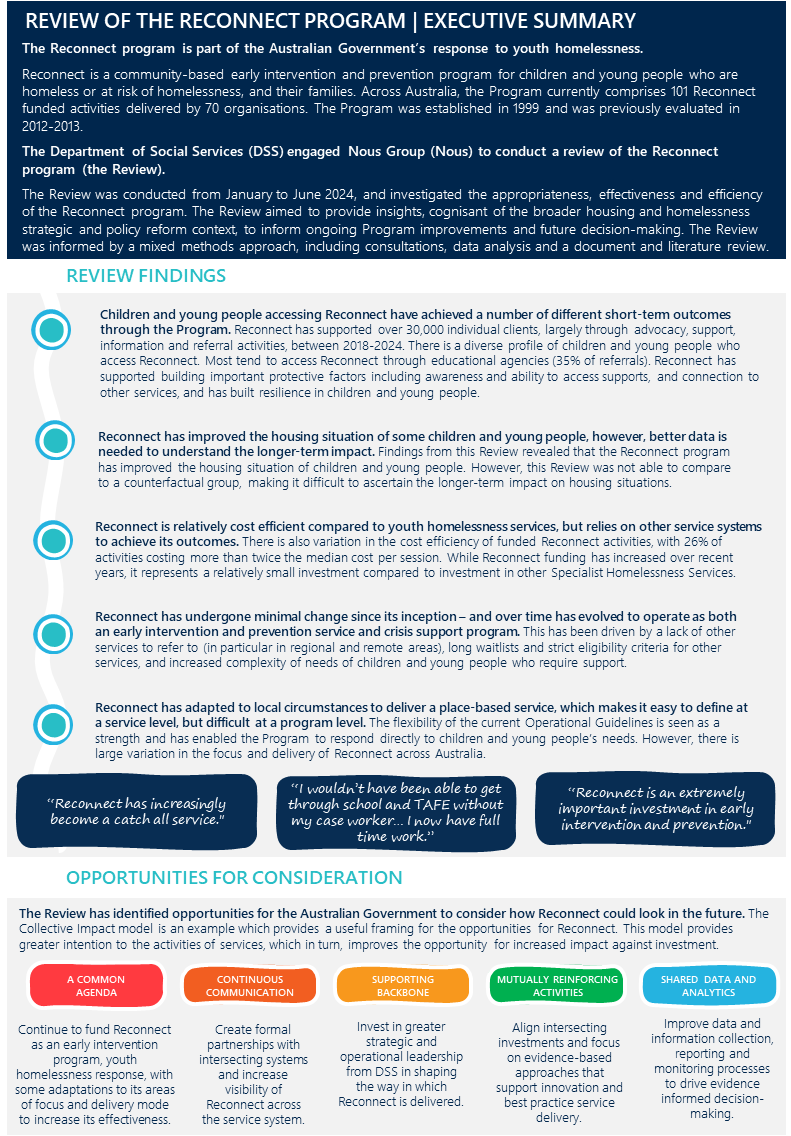 REVIEW OF THE RECONNECT PROGRAM | EXECUTIVE SUMMARY
The Reconnect program is part of the Australian Government's response to youth homelessness.
Reconnect is a community-based early intervention and prevention program for children and young people who are
homeless or at risk of homelessness, and their families. Across Australia, the Program currently comprises 101 Reconnect
funded activities delivered by 70 organisations. The Program was established in 1999 and was previously evaluated in
2012-2013.
The Department of Social Services (DSS) engaged Nous Group (Nous) to conduct a review of the Reconnect
program (the Review).
The Review was conducted from January to June 2024, and investigated the appropriateness, effectiveness and efficiency
of the Reconnect program. The Review aimed to provide insights, cognisant of the broader housing and homelessness
strategic and policy reform context, to inform ongoing Program improvements and future decision-making. The Review
was informed by a mixed methods approach, including consultations, data analysis and a document and literature review.
REVIEW FINDINGS
Children and young people accessing Reconnect have achieved a number of different short-term outcomes
through the Program. Reconnect has supported over 30,000 individual clients, largely through advocacy, support,
information and referral activities, between 2018-2024. There is a diverse profile of children and young people who
access Reconnect. Most tend to access Reconnect through educational agencies (35% of referrals). Reconnect has
supported building important protective factors including awareness and ability to access supports, and connection to
other services, and has built resilience in children and young people.
Reconnect has improved the housing situation of some children and young people, however, better data is
needed to understand the longer-term impact. Findings from this Review revealed that the Reconnect program
has improved the housing situation of children and young people. However, this Review was not able to compare
to a counterfactual group, making it difficult to ascertain the longer-term impact on housing situations.
Reconnect is relatively cost efficient compared to youth homelessness services, but relies on other service systems
to achieve its outcomes. There is also variation in the cost efficiency of funded Reconnect activities, with 26% of
activities costing more than twice the median cost per session. While Reconnect funding has increased over recent
years, it represents a relatively small investment compared to investment in other Specialist Homelessness Services.
Reconnect has undergone minimal change since its inception – and over time has evolved to operate as both
an early intervention and prevention service and crisis support program. This has been driven by a lack of other
services to refer to (in particular in regional and remote areas), long waitlists and strict eligibility criteria for other
services, and increased complexity of needs of children and young people who require support.
Reconnect has adapted to local circumstances to deliver a place-based service, which makes it easy to define at
a service level, but difficult at a program level. The flexibility of the current Operational Guidelines is seen as a
strength and has enabled the Program to respond directly to children and young people's needs. However, there is
large variation in the focus and delivery of Reconnect across Australia.
"Reconnect has increasingly
become a catch all service."
"I wouldn't have been able to get
through school and TAFE without
my case worker... I now have full
time work."
"Reconnect is an extremely
important investment in early
intervention and prevention."
OPPORTUNITIES FOR CONSIDERATION
The Review has identified opportunities for the Australian Government to consider how Reconnect could look in the future. The
Collective Impact model is an example which provides a useful framing for the opportunities for Reconnect. This model provides
greater intention to the activities of services, which in turn, improves the opportunity for increased impact against investment.
A COMMON
AGENDA
Continue to fund Reconnect
as an early intervention
program, youth
homelessness response, with
some adaptations to its areas
of focus and delivery mode
to increase its effectiveness.
CONTINUOUS
COMMUNICATION
Create formal
partnerships with
intersecting systems
and increase
visibility of
Reconnect across
the service system.
SUPPORTING
BACKBONE
Invest in greater
strategic and
operational leadership
from DSS in shaping
the way in which
Reconnect is delivered.
MUTUALLY REINFORCING
ACTIVITIES
Align intersecting
investments and focus
on evidence-based
approaches that
support innovation and
best practice service
delivery.
SHARED DATA AND
ANALYTICS
Improve data and
information collection,
reporting and
monitoring processes
to drive evidence
informed decision-
making.